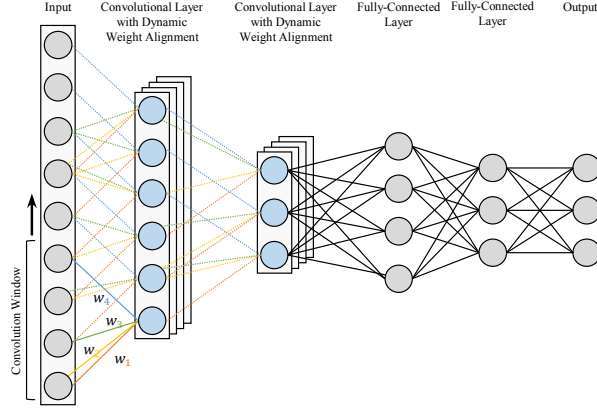 Input
Convolutional Layer
with Dynamic
Weight Alignment
Convolutional Layer
with Dynamic
Weight Alignment
Fully-Connected
Layer
Fully-Connected
Layer
Output
Convolution Window
w4
w3
w2
w1